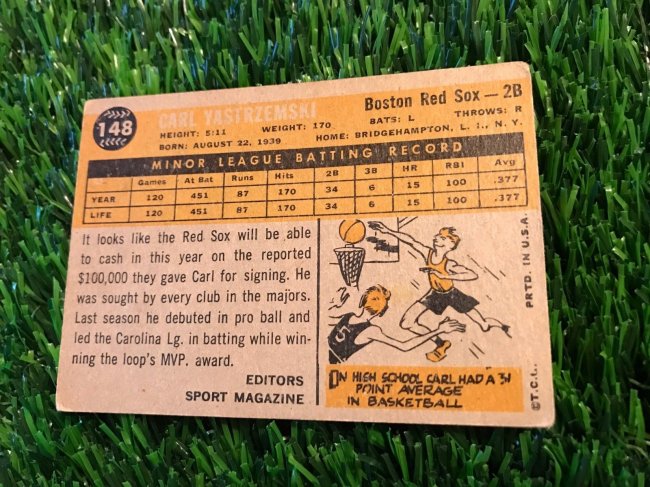 148
CARL YASTRZEMSKI
Boston Red Sox — 2B
HEIGHT: 5:11 WEIGHT: 170 BATS: L THROWS: R
BORN: AUGUST 22, 1939 HOME: BRIDGEHAMPTON, L. I., N. Y.
MINOR LEAGUE BATTING RECORD
Games At Bat Runs Hits 2B 3B HR RBI Avg
YEAR 120 451 87 170 34 6 15 100 .377
LIFE 120 451 87 170 34 6 15 100 .377
It looks like the Red Sox will be able
to cash in this year on the reported
$100,000 they gave Carl for signing. He
was sought by every club in the majors.
Last season he debuted in pro ball and
led the Carolina Lg. in batting while win-
ning the loop's MVP. award.
EDITORS
SPORT MAGAZINE
5
IN HIGH SCHOOL CARL HAD A 34
POINT AVERAGE
IN BASKETBALL
©T.C.G. PRTD. IN U.S.A.